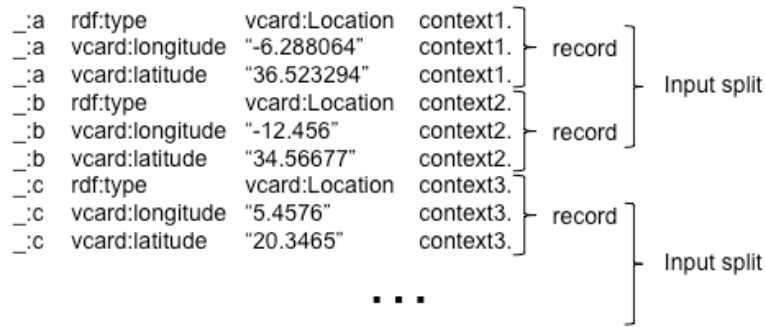 _:a rdf:type vcard:Location context1.
_:a vcard:longitude “-6.288064” context1. record
_:a vcard:latitude “36.523294” context1. Input split
_:b rdf:type vcard:Location context2.
_:b vcard:longitude “-12.456” context2. record
_:b vcard:latitude “34.56677” context2.
_:c rdf:type vcard:Location context3.
_:c vcard:longitude “5.4576” context3. record
_:c vcard:latitude “20.3465” context3. Input split
...